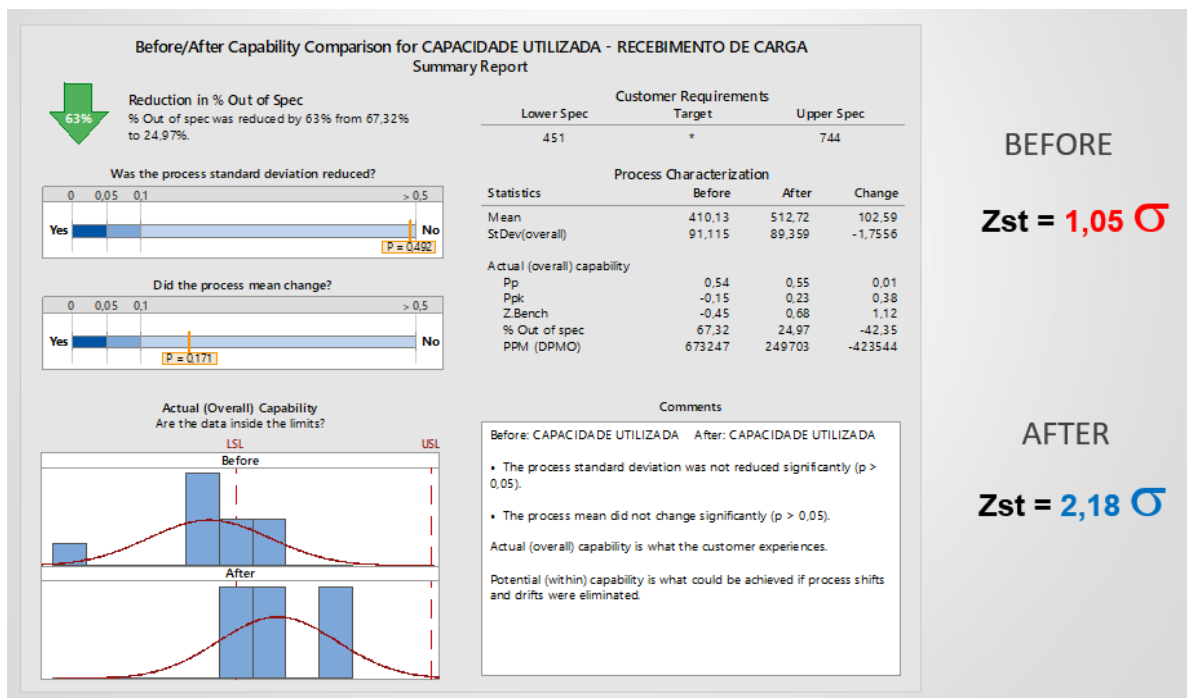 Before/After Capability Comparison for CAPACIDADE UTILIZADA - RECEBIMENTO DE CARGA
Summary Report
63%
Reduction in % Out of Spec
% Out of spec was reduced by 63% from 67,32%
to 24,97%.
Was the process standard deviation reduced?
0 0,05 0,1 > 0,5
Yes No
P = 0,492
Did the process mean change?
0 0,05 0,1 > 0,5
Yes No
P = 0,171
Actual (Overall) Capability
Are the data inside the limits?
LSL USL
Before
After
Customer Requirements
Lower Spec Target Upper Spec
451 * 744
Process Characterization
Statistics Before After Change
Mean 410,13 512,72 102,59
StDev(overall) 91,115 89,359 -1,7556
Actual (overall) capability
Pp 0,54 0,55 0,01
Ppk -0,15 0,23 0,38
Z.Bench -0,45 0,68 1,12
% Out of spec 67,32 24,97 -42,35
PPM (DPMO) 673247 249703 -423544
Comments
Before: CAPACIDADE UTILIZADA After: CAPACIDADE UTILIZADA
• The process standard deviation was not reduced significantly (p >
0,05).
• The process mean did not change significantly (p > 0,05).
Actual (overall) capability is what the customer experiences.
Potential (within) capability is what could be achieved if process shifts
and drifts were eliminated.
BEFORE
Zst = 1,05 σ
AFTER
Zst = 2,18 σ